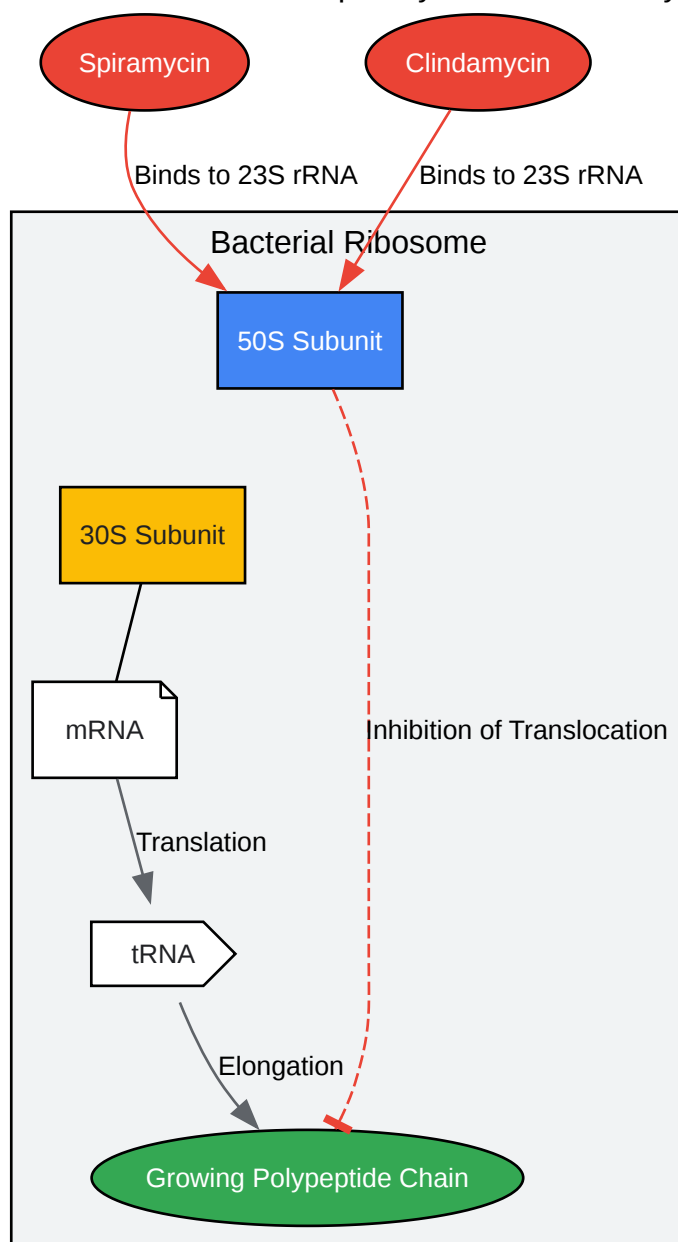 Spiramycin
Clindamycin
Binds to 23S rRNA
Binds to 23S rRNA
Bacterial Ribosome
50S Subunit
30S Subunit
mRNA
Inhibition of Translocation
Translation
tRNA
Elongation
Growing Polypeptide Chain